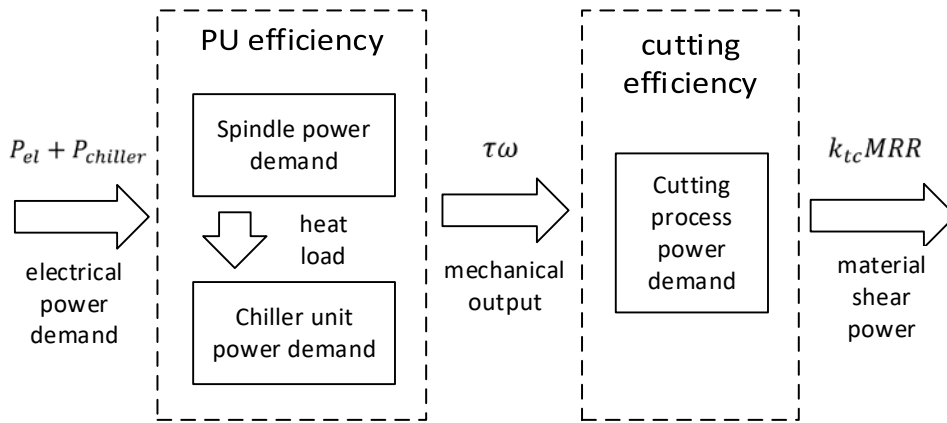 P_el + P_chiller
electrical
power
demand
PU efficiency
Spindle power
demand
heat
load
Chiller unit
power demand
τω
mechanical
output
cutting
efficiency
Cutting
process
power
demand
k_tc MRR
material
shear
power